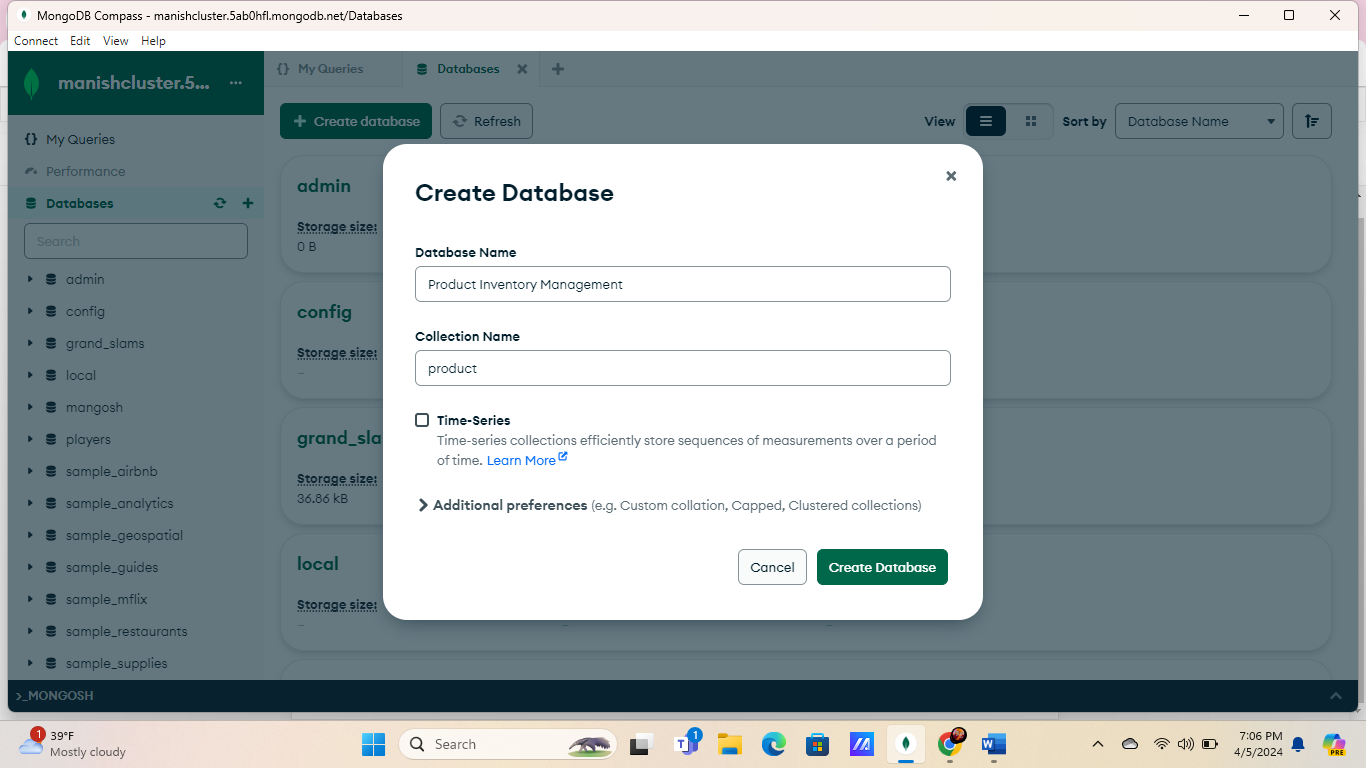 MongoDB Compass - manishcluster.5ab0hfl.mongodb.net/Databases
Connect Edit View Help
manishcluster.5...
My Queries
Databases
My Queries
Performance
Databases
Search
admin
config
grand_slams
local
mangosh
players
sample_airbnb
sample_analytics
sample_geospatial
sample_guides
sample_mflix
sample_restaurants
sample_supplies
Create database
Refresh
View
Sort by
Database Name
admin
Storage size:
0 B
config
Storage size:
grand_sla
Storage size:
36.86 kB
local
Storage size:
Create Database
Database Name
Product Inventory Management
Collection Name
product
Time-Series
Time-series collections efficiently store sequences of measurements over a period
of time. Learn More
Additional preferences (e.g. Custom collation, Capped, Clustered collections)
Cancel
Create Database
>_MONGOSH
1
39°F
Mostly cloudy
Search
1
7:06 PM
4/5/2024
PRE